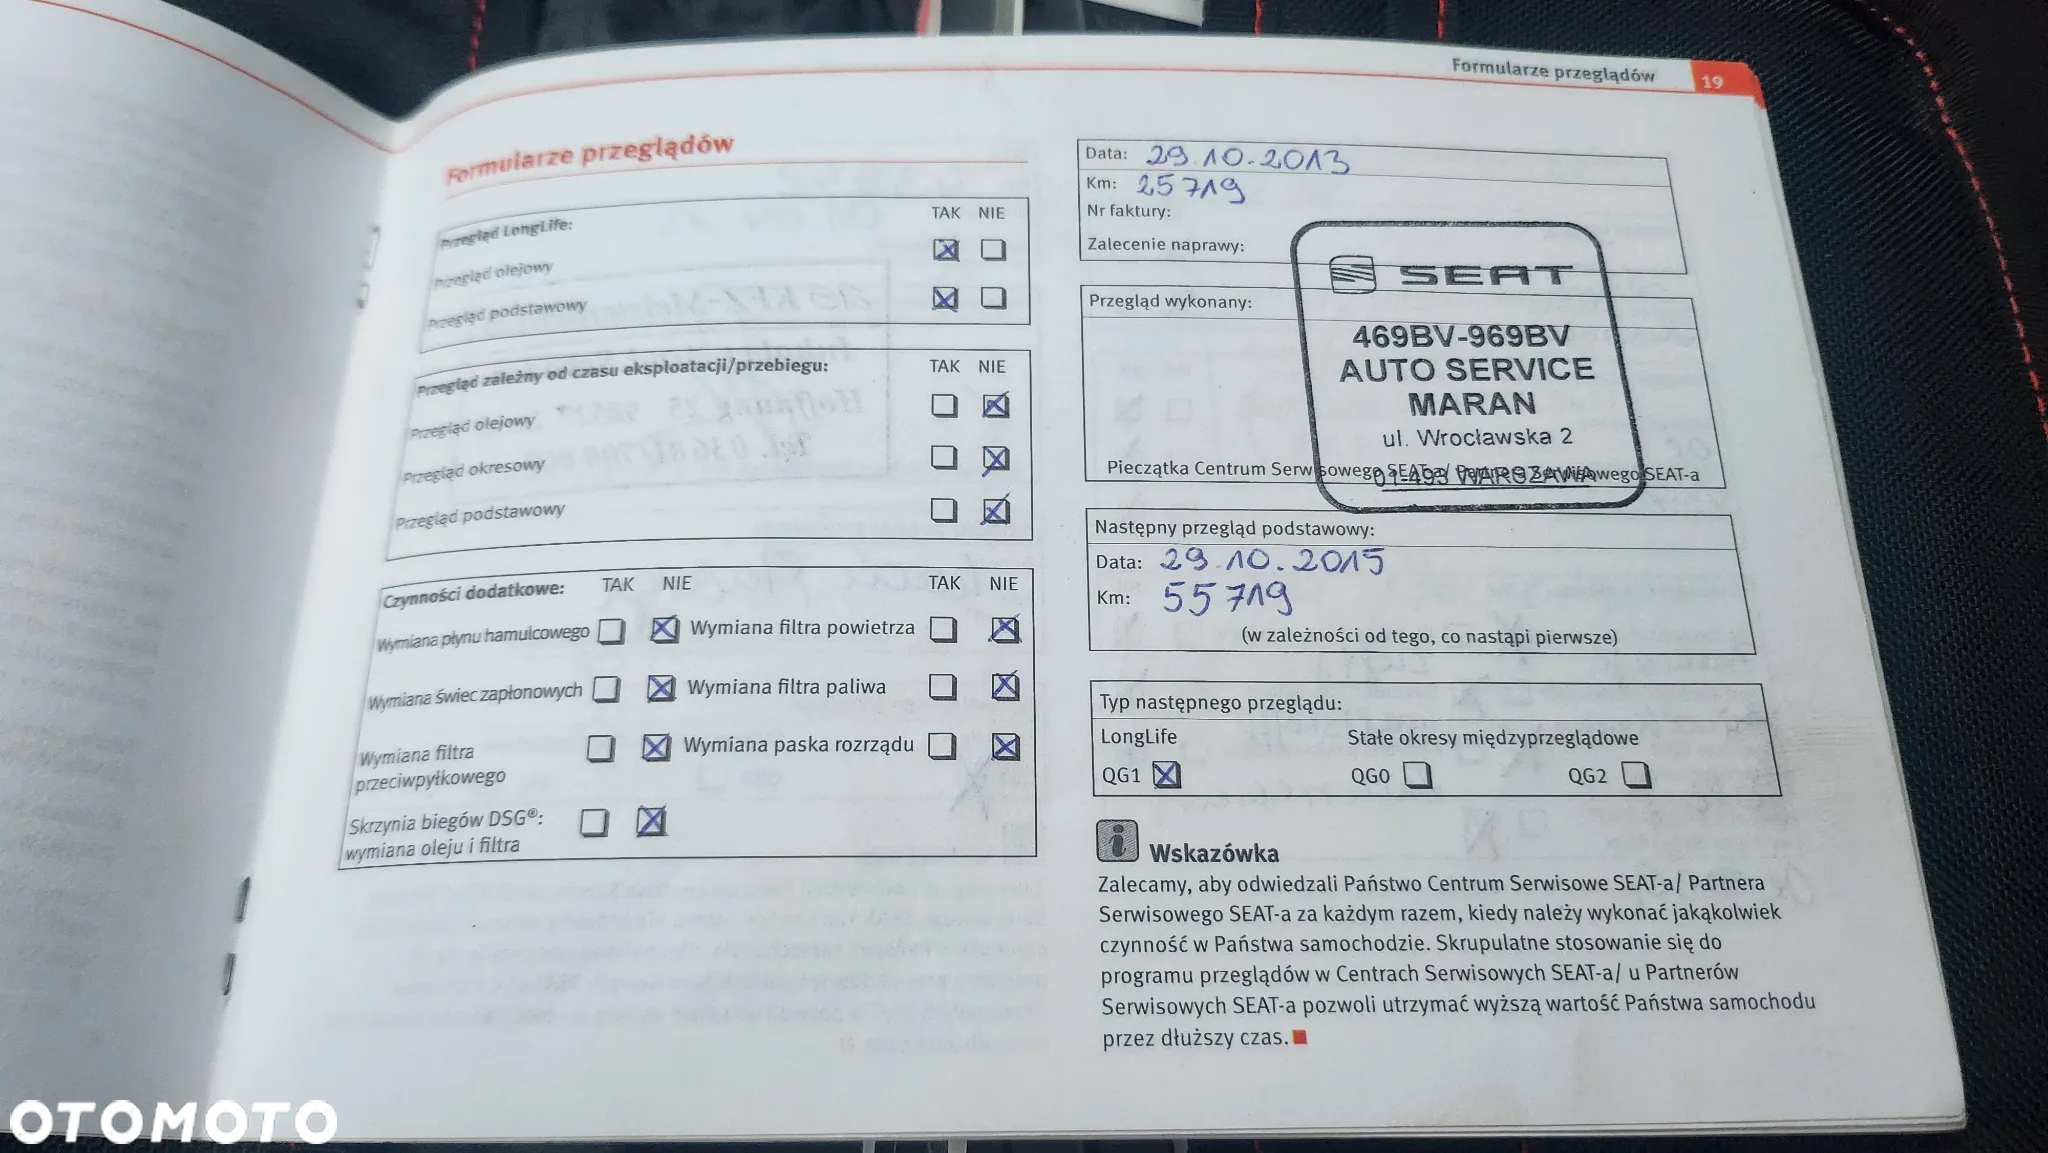 Formularze przeglądów 19
Formularze przeglądów
TAK NIE
Przegląd LongLife:
Przegląd olejowy
Przegląd podstawowy
TAK NIE
Przegląd zależny od czasu eksploatacji/przebiegu:
Przegląd olejowy
Przegląd okresowy
Przegląd podstawowy
Czynności dodatkowe: TAK NIE TAK NIE
Wymiana płynu hamulcowego Wymiana filtra powietrza
Wymiana świec zapłonowych Wymiana filtra paliwa
Wymiana filtra Wymiana paska rozrządu
przeciwpyłkowego
Skrzynia biegów DSG®:
wymiana oleju i filtra
Data: 29.10.2013
Km: 25719
Nr faktury:
Zalecenie naprawy:
SEAT
Przegląd wykonany:
469BV-969BV
AUTO SERVICE
MARAN
ul. Wrocławska 2
01-493 WARSZAWA
Pieczątka Centrum Serwisowego SEAT-a/ Partnera Serwisowego SEAT-a
Następny przegląd podstawowy:
Data: 29.10.2015
Km: 55719
(w zależności od tego, co nastąpi pierwsze)
Typ następnego przeglądu:
LongLife Stałe okresy międzyprzeglądowe
QG1 QG0 QG2
Wskazówka
Zalecamy, aby odwiedzali Państwo Centrum Serwisowe SEAT-a/ Partnera
Serwisowego SEAT-a za każdym razem, kiedy należy wykonać jakąkolwiek
czynność w Państwa samochodzie. Skrupulatne stosowanie się do
programu przeglądów w Centrach Serwisowych SEAT-a/ u Partnerów
Serwisowych SEAT-a pozwoli utrzymać wyższą wartość Państwa samochodu
przez dłuższy czas.
OTOMOTO